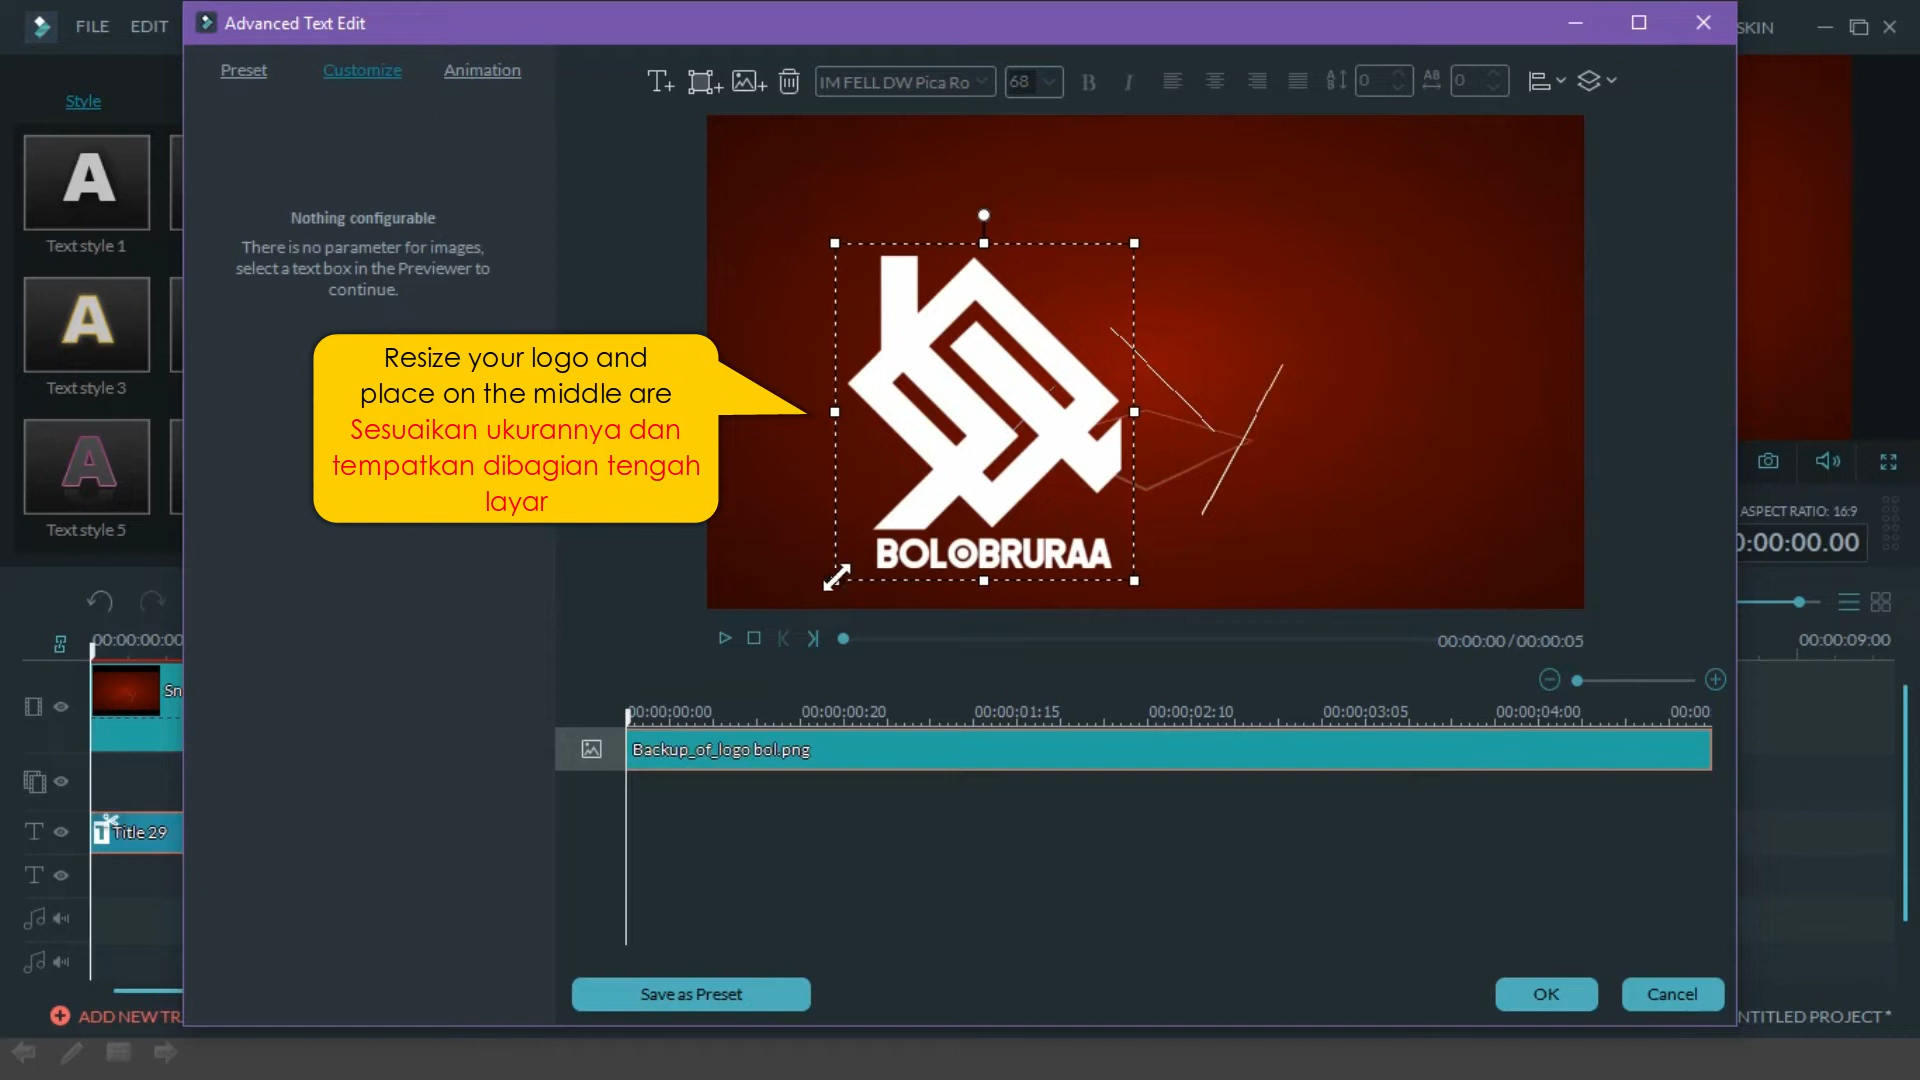 FILE
EDIT
Advanced Text Edit
SKIN
Preset
Customize
Animation
IM FELL DW Pica Ro
68
B
I
0
0
Style
A
Text style 1
Nothing configurable
There is no parameter for images,
select a text box in the Previewer to
continue.
A
Text style 3
Resize your logo and
place on the middle are
Sesuaikan ukurannya dan
tempatkan dibagian tengah
layar
A
Text style 5
BOLOBRURAA
ASPECT RATIO: 16:9
0:00:00.00
00:00:00:00
00:00:00 / 00:00:05
00:00:09:00
Sn
00:00:00:00
00:00:00:20
00:00:01:15
00:00:02:10
00:00:03:05
00:00:04:00
00:00
Backup_of_logo bol.png
Title 29
Save as Preset
OK
Cancel
ADD NEW TR
NTITLED PROJECT*